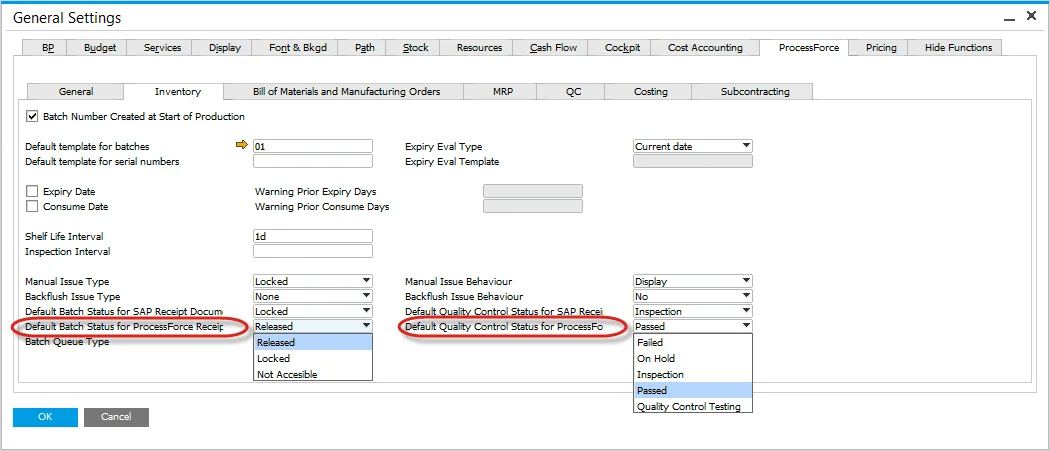 General Settings
BP Budget Services Display Font & Bkgd Path Stock Resources Cash Flow Cockpit Cost Accounting ProcessForce Pricing Hide Functions
General Inventory Bill of Materials and Manufacturing Orders MRP QC Costing Subcontracting
Batch Number Created at Start of Production
Default template for batches 01 Expiry Eval Type Current date
Default template for serial numbers Expiry Eval Template
Expiry Date Warning Prior Expiry Days
Consume Date Warning Prior Consume Days
Shelf Life Interval 1d
Inspection Interval
Manual Issue Type Locked Manual Issue Behaviour Display
Backflush Issue Type None Backflush Issue Behaviour No
Default Batch Status for SAP Receipt Docume Locked Default Quality Control Status for SAP Recei Inspection
Default Batch Status for ProcessForce Receip Released Default Quality Control Status for ProcessFo Passed
Batch Queue Type Released Failed
Locked On Hold
Not Accesible Inspection
Passed
Quality Control Testing
OK Cancel